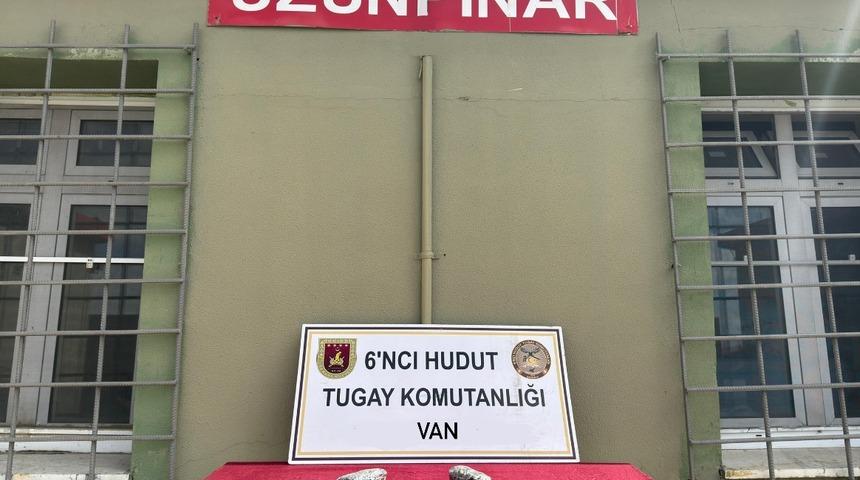 UZUNPINAR
6'NCI HUDUT
TUGAY KOMUTANLIĞI
VAN